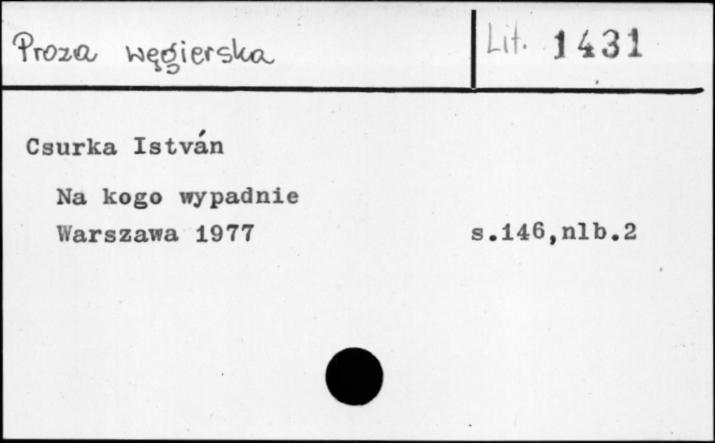 Proza węgierska
Lit. 1431
Csurka István
Na kogo wypadnie
Warszawa 1977 s.146,nlb.2